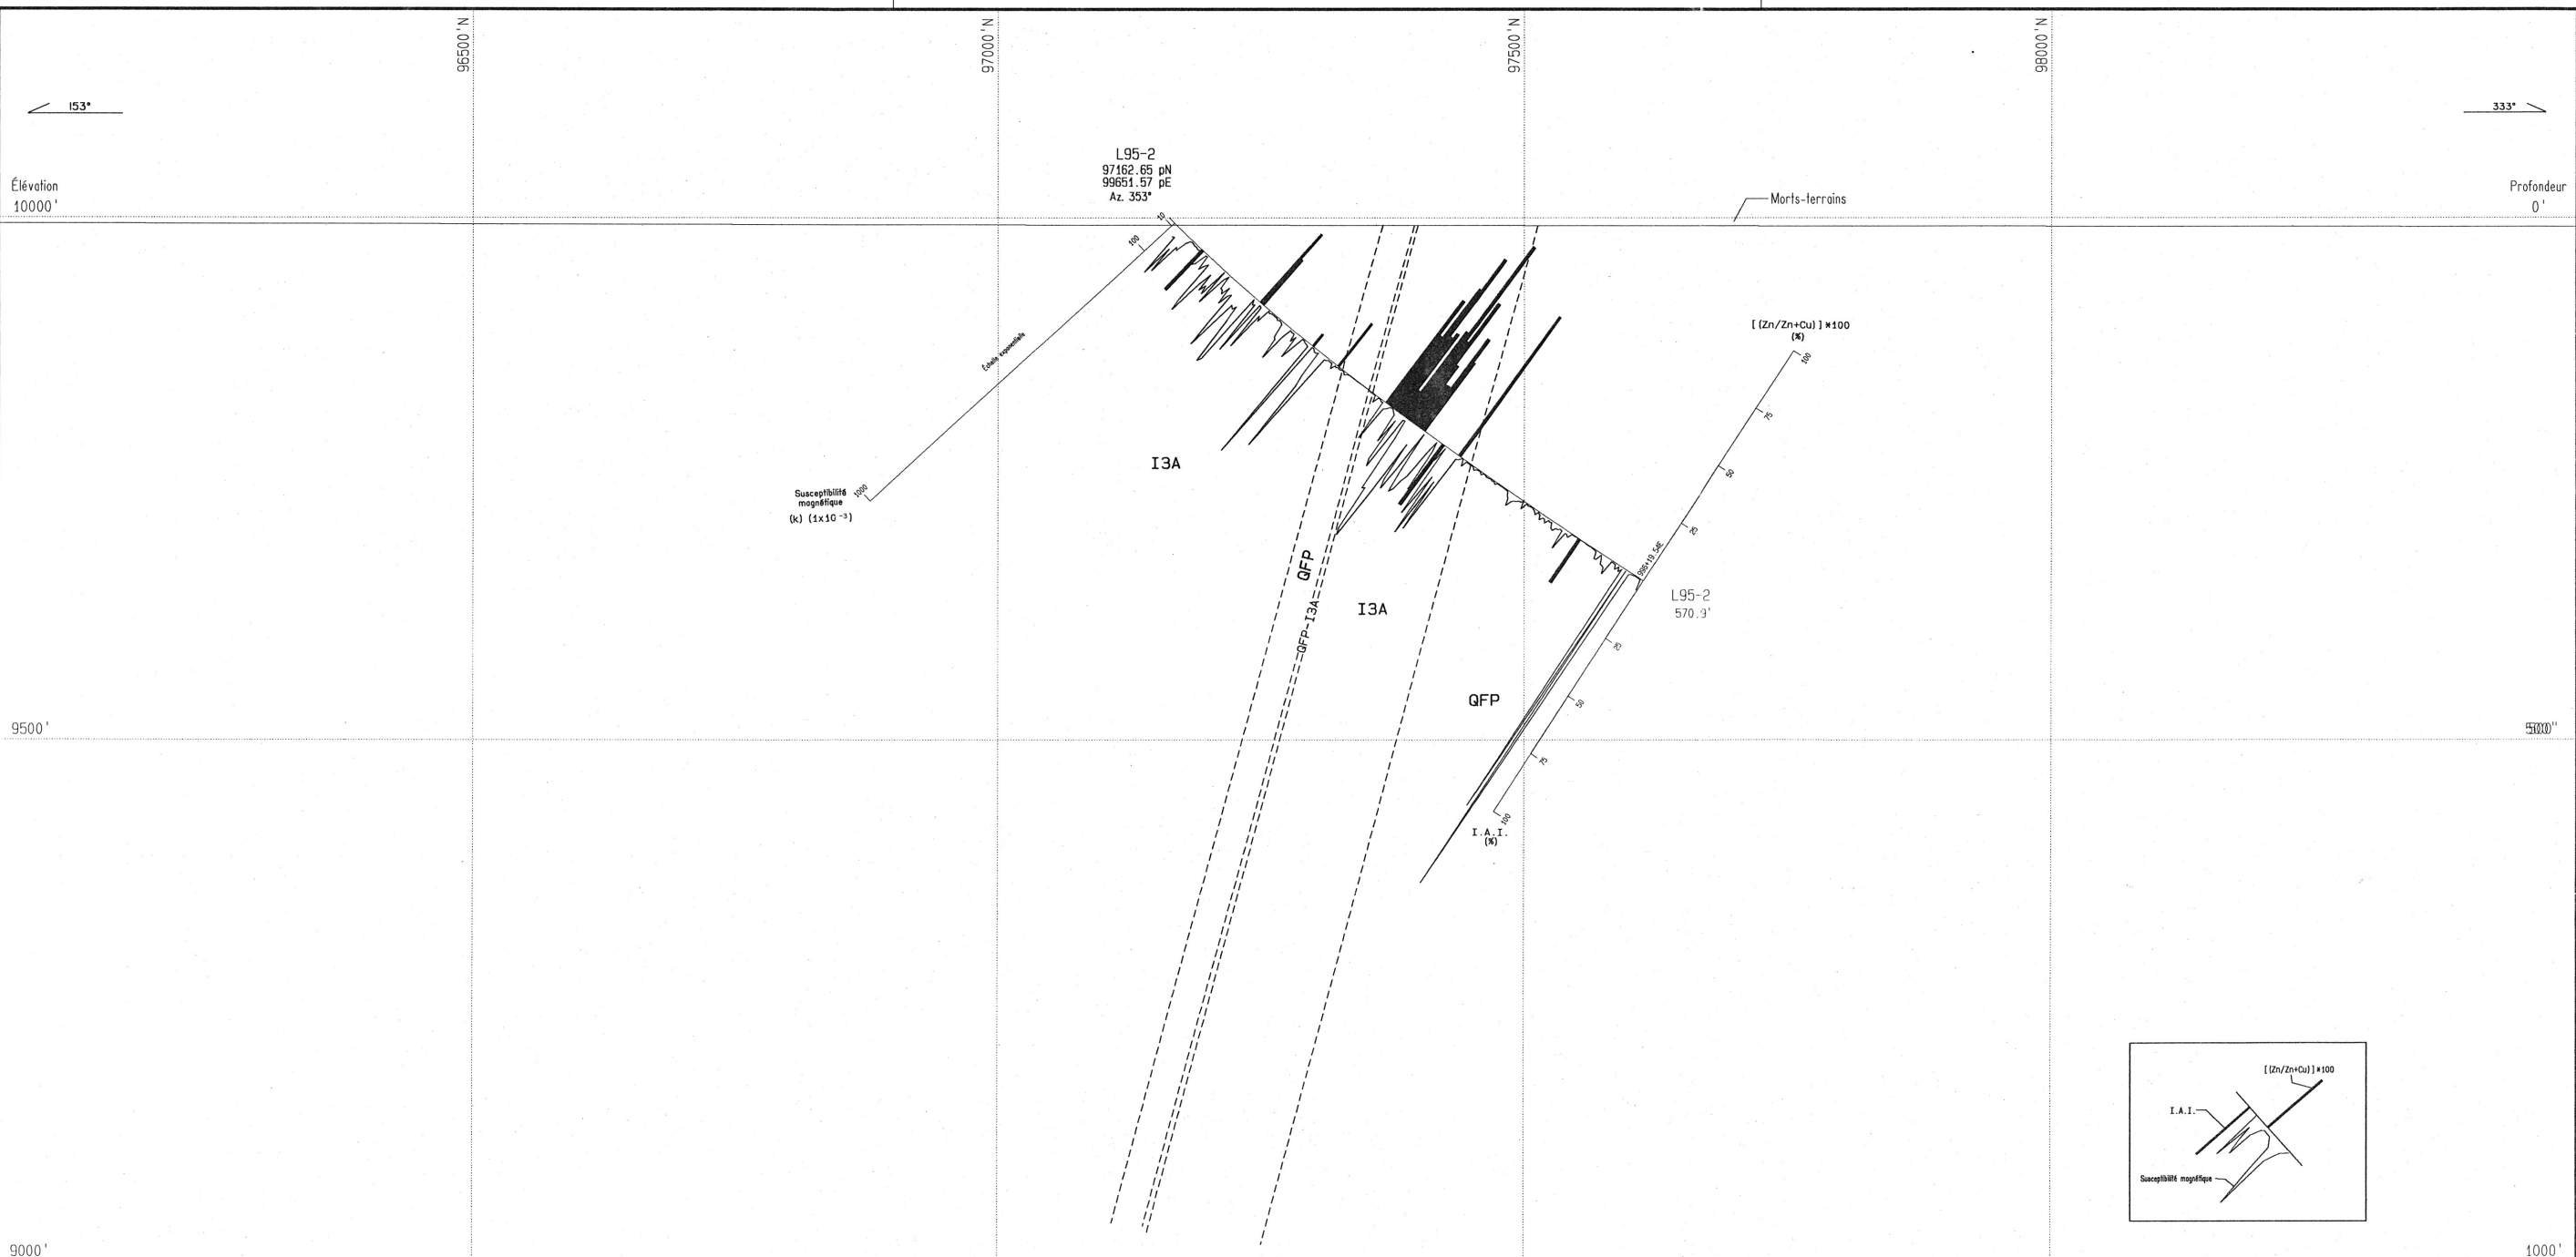 96500'N
97000'N
97500'N
98000'N
153°
333°
L95-2
97162.65 pN
99651.57 pE
Az. 353°
Élévation
10000'
Profondeur
0'
Morts-terrains
10
100
Échelle exponentielle
1000
Susceptibilité
magnétique
(k) (1x10⁻³)
[(Zn/Zn+Cu)]*100
(%)
100
75
50
25
I3A
QFP
QFP-I3A
I3A
QFP
996+19.54E
L95-2
570.9'
25
50
75
100
I.A.I.
(%)
9500'
9000'
1000'
[(Zn/Zn+Cu)]*100
I.A.I.
Susceptibilité magnétique